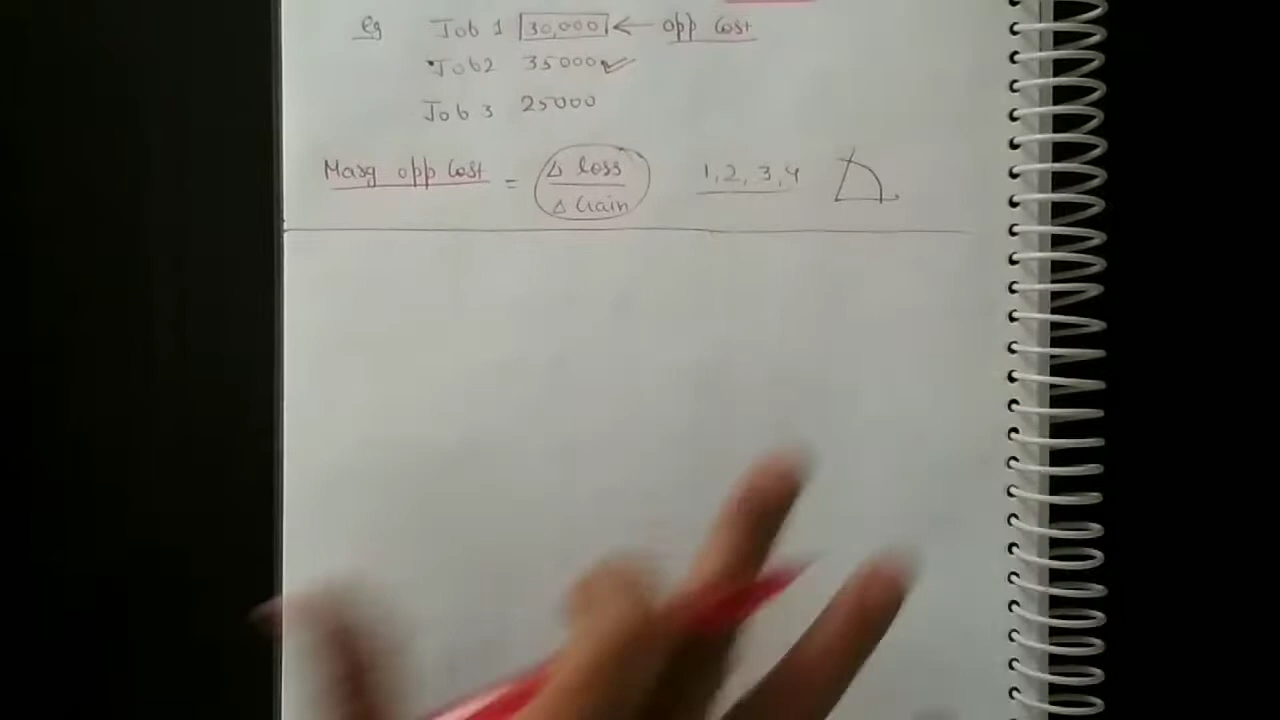 eg Job 1 30,000 ← opp Cost
Job2 35000 ✓
Job 3 25000
Marg opp Cost = Δ loss / Δ Gain 1,2, 3,4